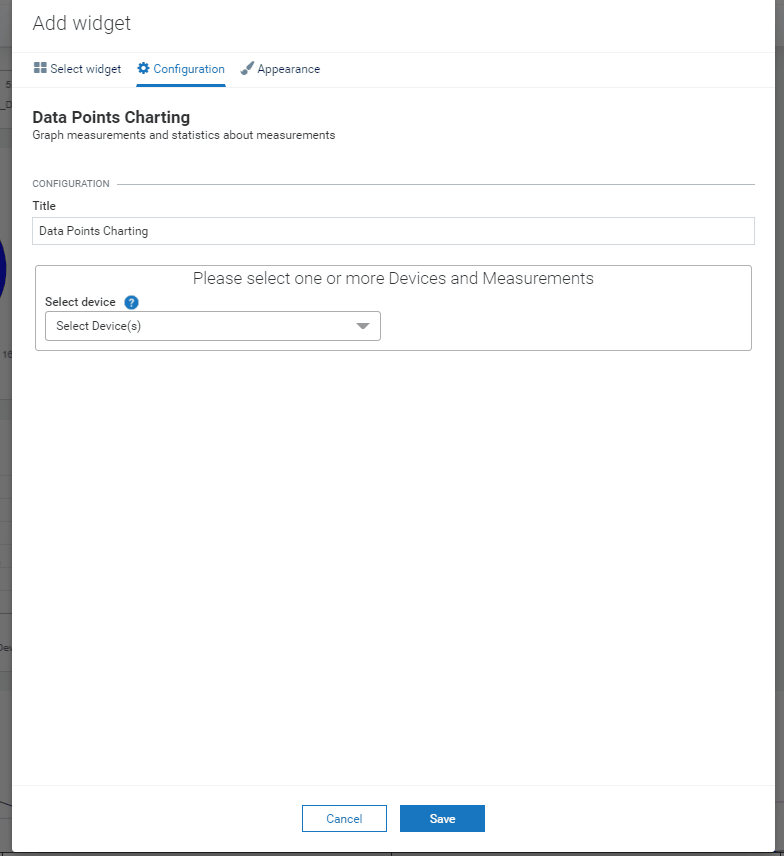 Add widget
Select widget Configuration Appearance
Data Points Charting
Graph measurements and statistics about measurements
CONFIGURATION
Title
Data Points Charting
Please select one or more Devices and Measurements
Select device ?
Select Device(s)
Cancel Save